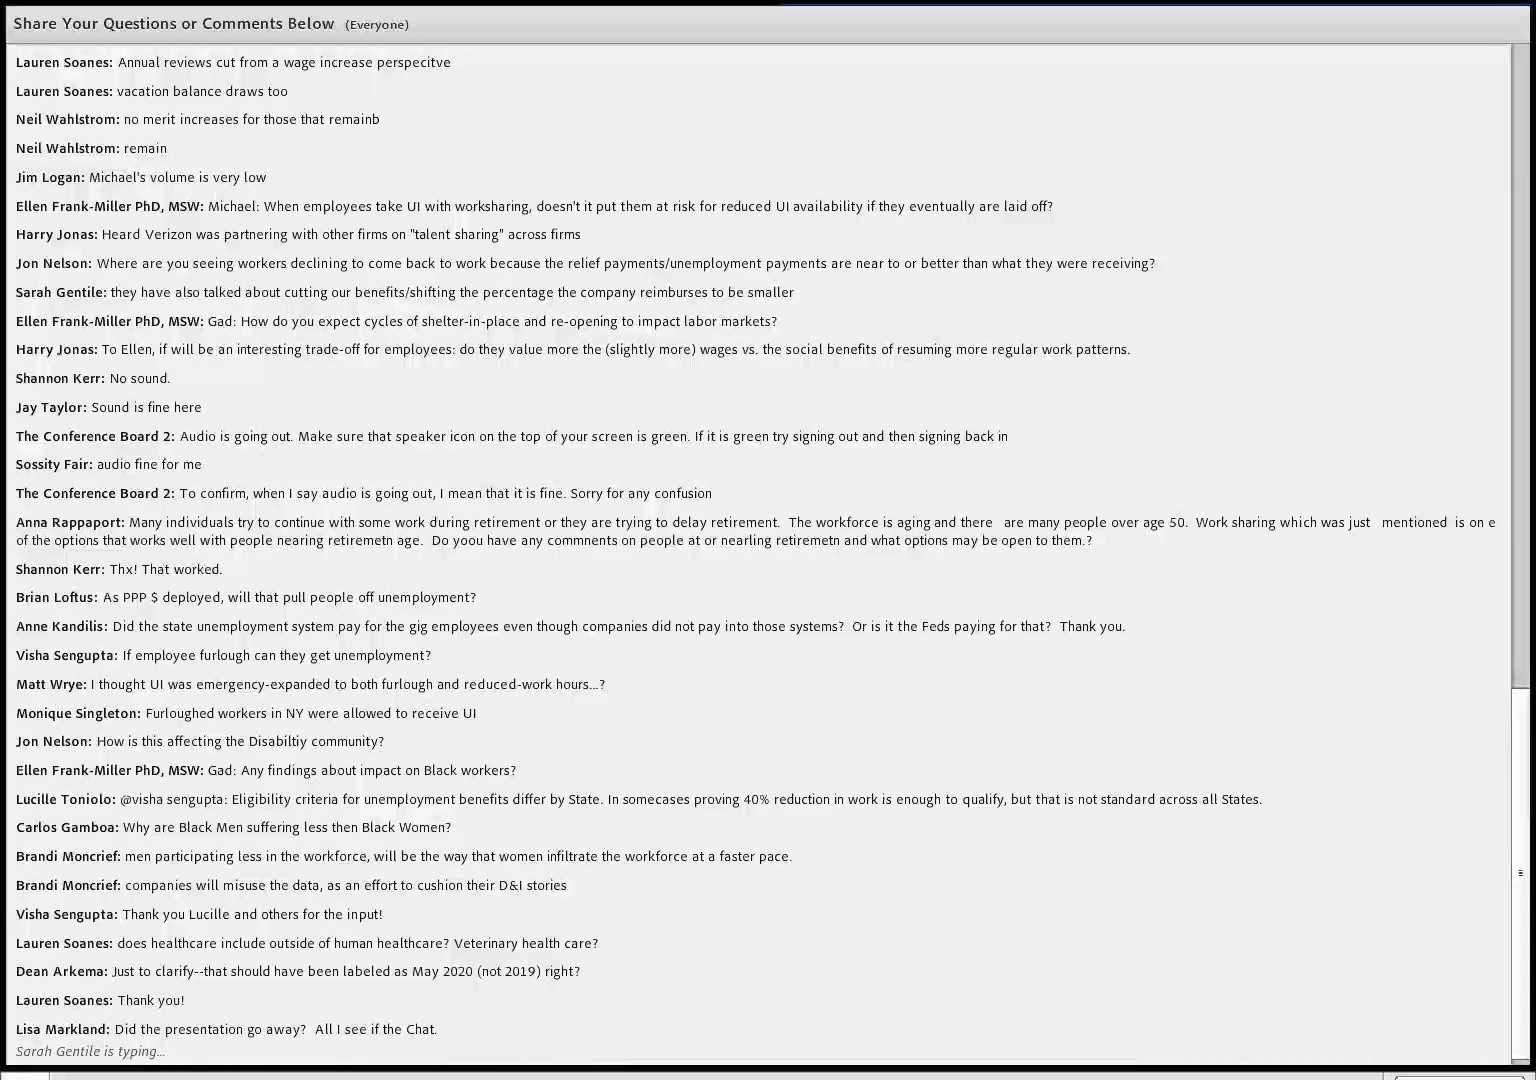 Share Your Questions or Comments Below (Everyone)
Lauren Soanes: Annual reviews cut from a wage increase perspecitve
Lauren Soanes: vacation balance draws too
Neil Wahlstrom: no merit increases for those that remainb
Neil Wahlstrom: remain
Jim Logan: Michael's volume is very low
Ellen Frank-Miller PhD, MSW: Michael: When employees take UI with worksharing, doesn't it put them at risk for reduced UI availability if they eventually are laid off?
Harry Jonas: Heard Verizon was partnering with other firms on "talent sharing" across firms
Jon Nelson: Where are you seeing workers declining to come back to work because the relief payments/unemployment payments are near to or better than what they were receiving?
Sarah Gentile: they have also talked about cutting our benefits/shifting the percentage the company reimburses to be smaller
Ellen Frank-Miller PhD, MSW: Gad: How do you expect cycles of shelter-in-place and re-opening to impact labor markets?
Harry Jonas: To Ellen, if will be an interesting trade-off for employees: do they value more the (slightly more) wages vs. the social benefits of resuming more regular work patterns.
Shannon Kerr: No sound.
Jay Taylor: Sound is fine here
The Conference Board 2: Audio is going out. Make sure that speaker icon on the top of your screen is green. If it is green try signing out and then signing back in
Sossity Fair: audio fine for me
The Conference Board 2: To confirm, when I say audio is going out, I mean that it is fine. Sorry for any confusion
Anna Rappaport: Many individuals try to continue with some work during retirement or they are trying to delay retirement. The workforce is aging and there are many people over age 50. Work sharing which was just mentioned is on e
of the options that works well with people nearing retiremetn age. Do yoou have any commnents on people at or nearling retiremetn and what options may be open to them.?
Shannon Kerr: Thx! That worked.
Brian Loftus: As PPP $ deployed, will that pull people off unemployment?
Anne Kandilis: Did the state unemployment system pay for the gig employees even though companies did not pay into those systems? Or is it the Feds paying for that? Thank you.
Visha Sengupta: If employee furlough can they get unemployment?
Matt Wrye: I thought UI was emergency-expanded to both furlough and reduced-work hours...?
Monique Singleton: Furloughed workers in NY were allowed to receive UI
Jon Nelson: How is this affecting the Disabiltiy community?
Ellen Frank-Miller PhD, MSW: Gad: Any findings about impact on Black workers?
Lucille Toniolo: @visha sengupta: Eligibility criteria for unemployment benefits differ by State. In somecases proving 40% reduction in work is enough to qualify, but that is not standard across all States.
Carlos Gamboa: Why are Black Men suffering less then Black Women?
Brandi Moncrief: men participating less in the workforce, will be the way that women infiltrate the workforce at a faster pace.
Brandi Moncrief: companies will misuse the data, as an effort to cushion their D&I stories
Visha Sengupta: Thank you Lucille and others for the input!
Lauren Soanes: does healthcare include outside of human healthcare? Veterinary health care?
Dean Arkema: Just to clarify--that should have been labeled as May 2020 (not 2019) right?
Lauren Soanes: Thank you!
Lisa Markland: Did the presentation go away? All I see if the Chat.
Sarah Gentile is typing...